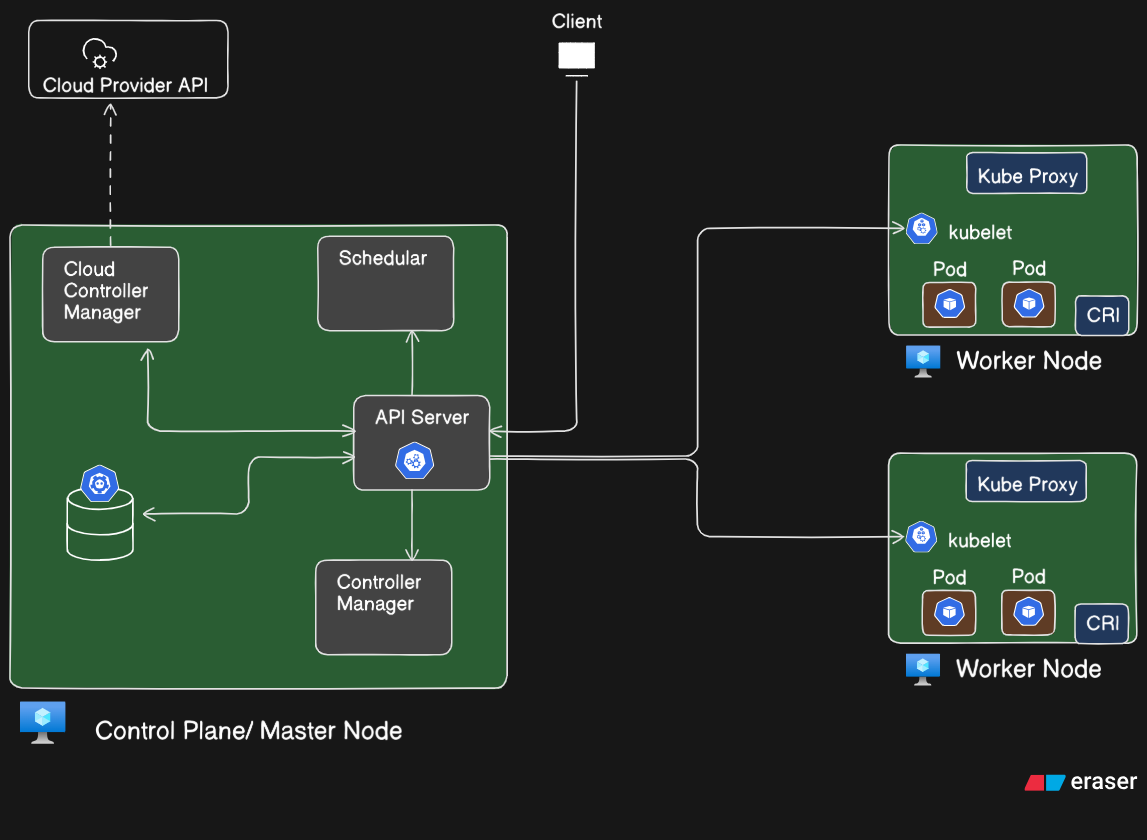 Client
Cloud Provider API
Kube Proxy
kubelet
Pod
Pod
CRI
Worker Node
Cloud
Controller
Manager
Schedular
API Server
Controller
Manager
Kube Proxy
kubelet
Pod
Pod
CRI
Worker Node
Control Plane/ Master Node
eraser